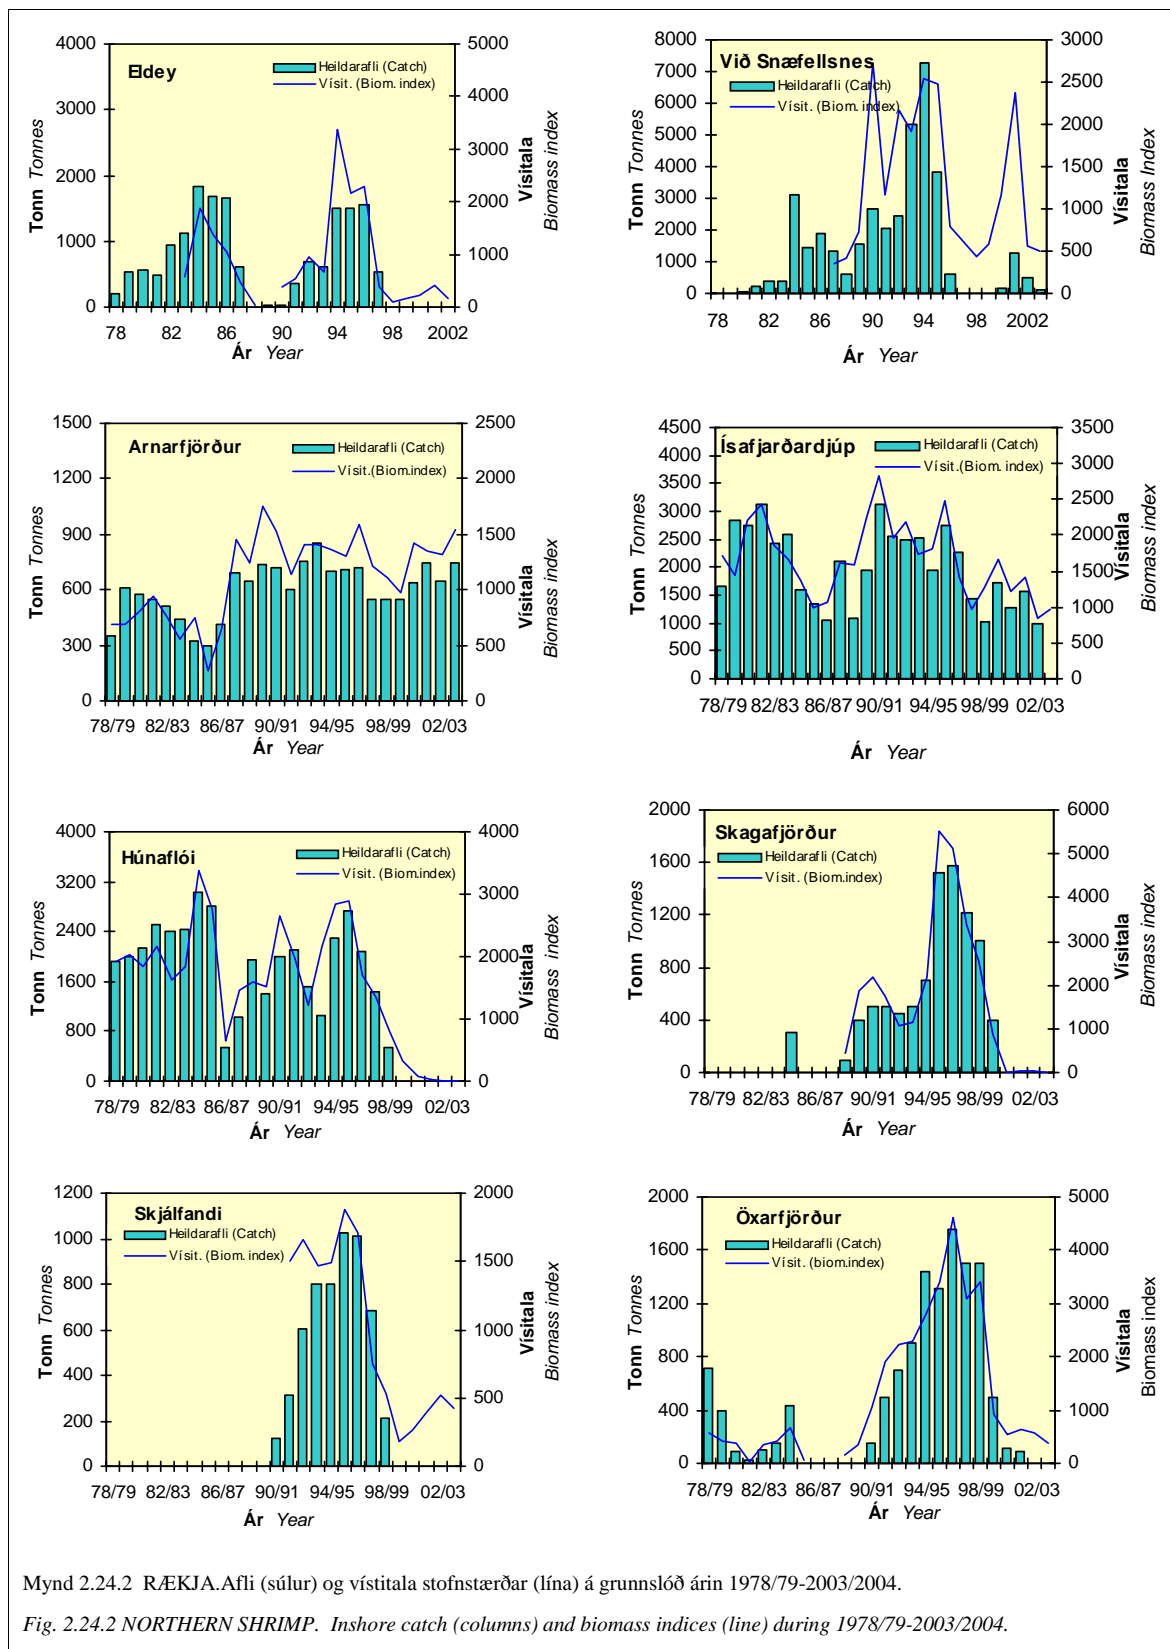 Eldey
Heildarafli (Catch)
Vísit. (Biom. index)
4000
3000
2000
1000
0
5000
4000
3000
2000
1000
0
Tonn Tonnes
Vísitala
Biomass index
78 82 86 90 94 98 2002
Ár Year
Við Snæfellsnes
Heildarafli (Catch)
Vísit. (Biom. index)
8000
7000
6000
5000
4000
3000
2000
1000
0
3000
2500
2000
1500
1000
500
0
Tonn Tonnes
Vísitala
Biomass index
78 82 86 90 94 2002
Ár Year
Arnarfjörður
Heildarafli (Catch)
Vísit.(Biom.index)
1500
1200
900
600
300
0
2500
2000
1500
1000
500
0
Tonn Tonnes
Vísitala
Biomass index
78/79 82/83 86/87 90/91 94/95 98/99 02/03
Ár Year
Ísafjarðardjúp
Heildarafli (Catch)
Vísit.(Biom. index)
4500
4000
3500
3000
2500
2000
1500
1000
500
0
3500
3000
2500
2000
1500
1000
500
0
Tonn Tonnes
Vísitala
Biomass index
78/79 82/83 86/87 90/91 94/95 98/99 02/03
Ár Year
Húnaflói
Heildarafli (Catch)
Vísit. (Biom.index)
4000
3200
2400
1600
800
0
4000
3000
2000
1000
0
Tonn Tonnes
Vísitala
Biomass index
78/79 82/83 86/87 90/91 94/95 98/99 02/03
Ár Year
Skagafjörður
Heildarafli (Catch)
Vísit. (Biom.index)
2000
1600
1200
800
400
0
6000
5000
4000
3000
2000
1000
0
Tonn Tonnes
Vísitala
Biomass index
78/79 82/83 86/87 90/91 94/95 98/99 02/03
Ár Year
Skjálfandi
Heildarafli (Catch)
Vísit. (Biom. index)
1200
1000
800
600
400
200
0
2000
1500
1000
500
0
Tonn Tonnes
Vísitala
Biomass index
78/79 82/83 86/87 90/91 94/95 98/99 02/03
Ár Year
Öxarfjörður
Heildarafli (Catch)
Vísit. (biom.index)
2000
1600
1200
800
400
0
5000
4000
3000
2000
1000
0
Tonn Tonnes
Vísitala
Biomass index
78/79 82/83 86/87 90/91 94/95 98/99 02/03
Ár Year
Mynd 2.24.2 RÆKJA.Afli (súlur) og vístitala stofnstærðar (lína) á grunnslóð árin 1978/79-2003/2004.
Fig. 2.24.2 NORTHERN SHRIMP. Inshore catch (columns) and biomass indices (line) during 1978/79-2003/2004.